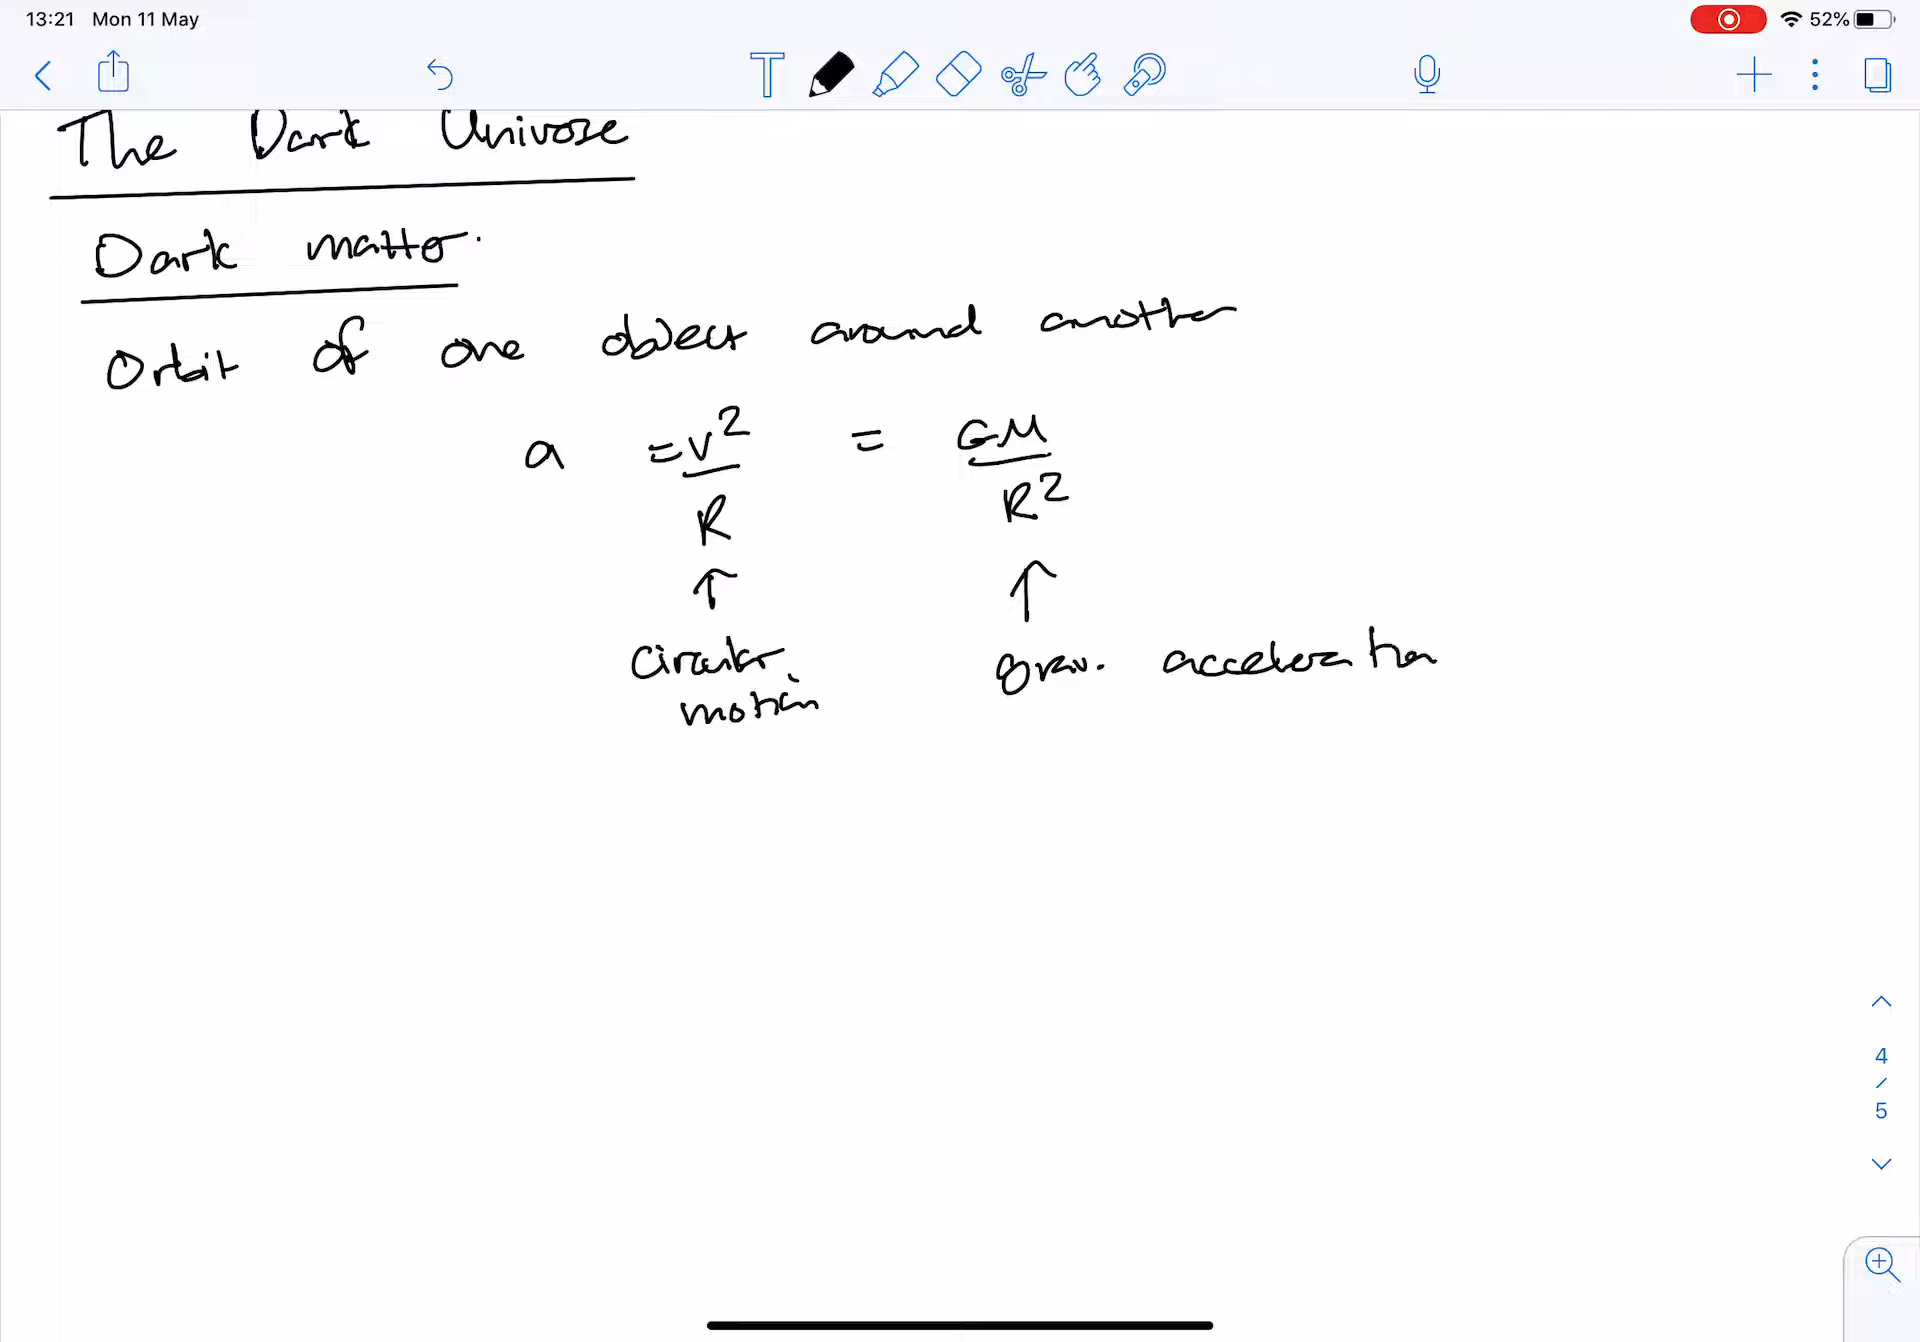 13:21 Mon 11 May 52%
The Dark Universe
Dark matter.
Orbit of one object around another
a = v² / R = GM / R²
↑ ↑
circular motion grav. acceleration
4 / 5